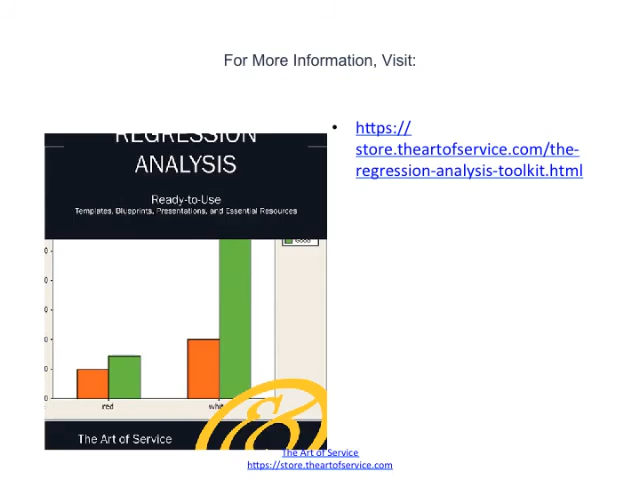 For More Information, Visit:
• https://
store.theartofservice.com/the-
regression-analysis-toolkit.html
REGRESSION
ANALYSIS
Ready-to-Use
Templates, Blueprints, Presentations, and Essential Resources
Good
red
The Art of Service
The Art of Service
https://store.theartofservice.com